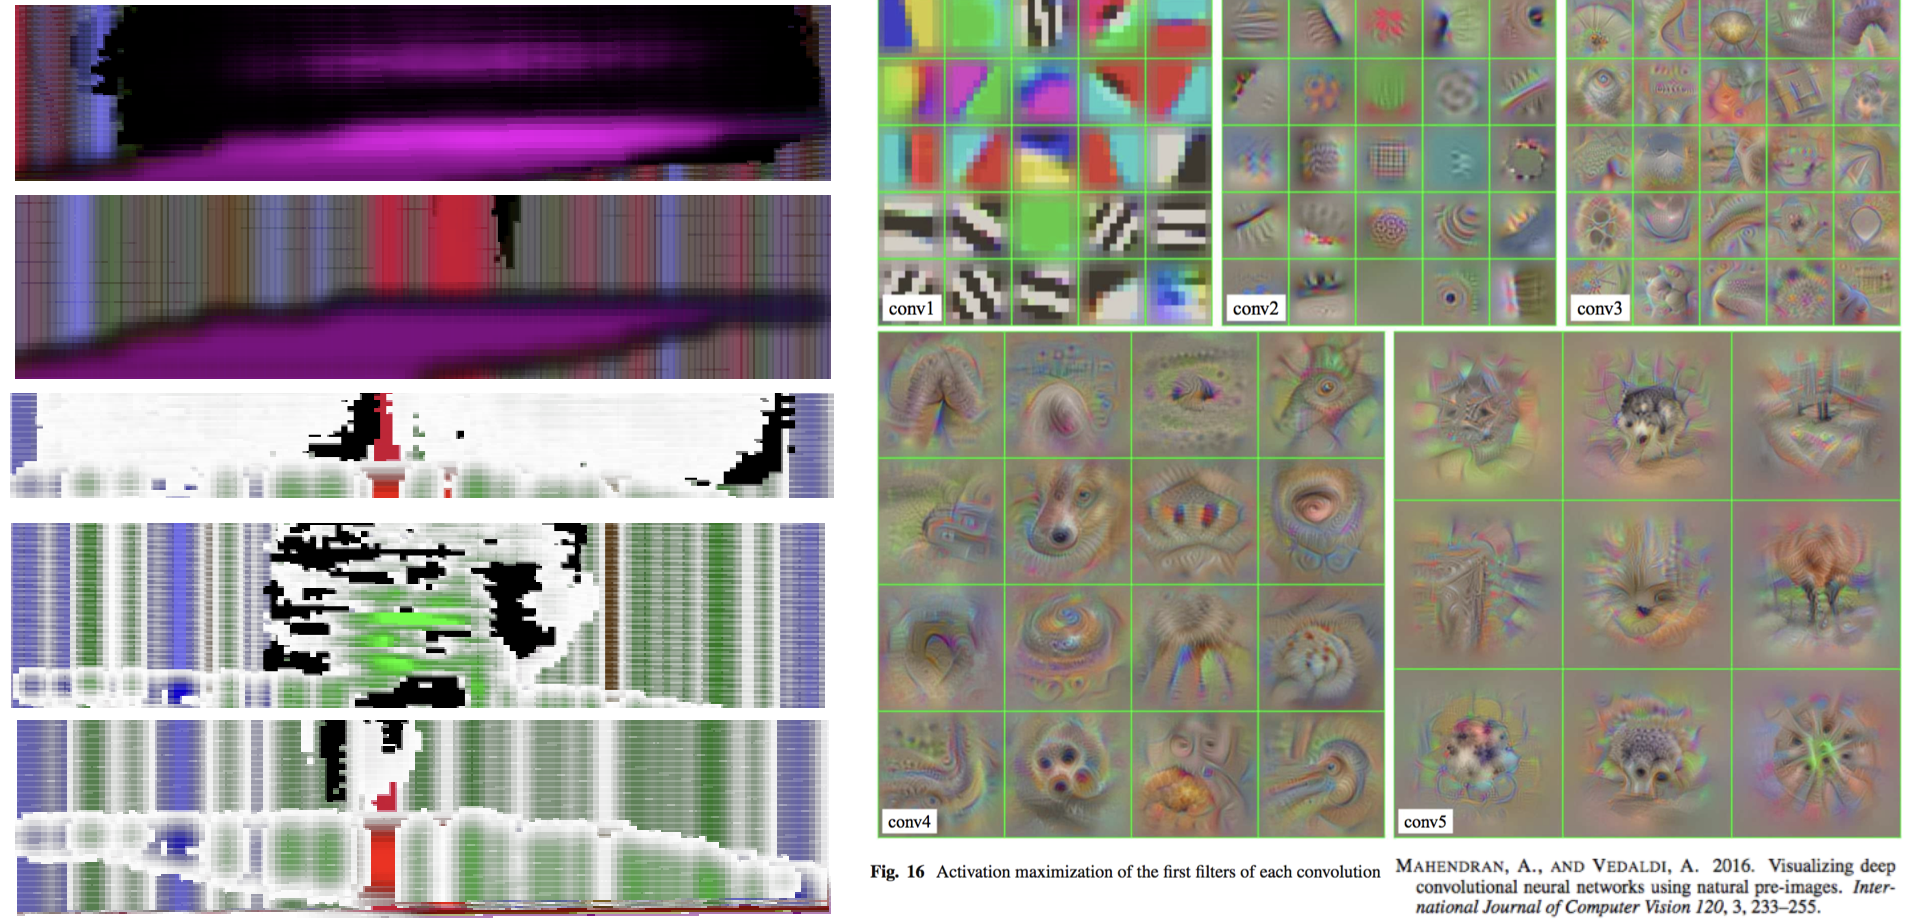 conv1
conv2
conv3
conv4
conv5
Fig. 16 Activation maximization of the first filters of each convolution
MAHENDRAN, A., AND VEDALDI, A. 2016. Visualizing deep
convolutional neural networks using natural pre-images. Inter-
national Journal of Computer Vision 120, 3, 233–255.